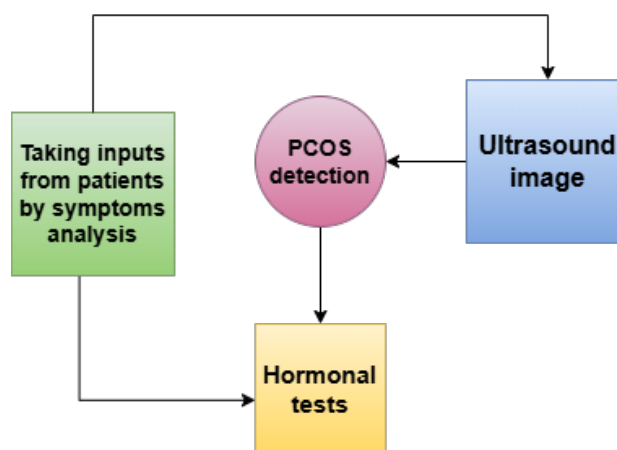 Taking inputs
from patients
by symptoms
analysis
PCOS
detection
Ultrasound
image
Hormonal
tests